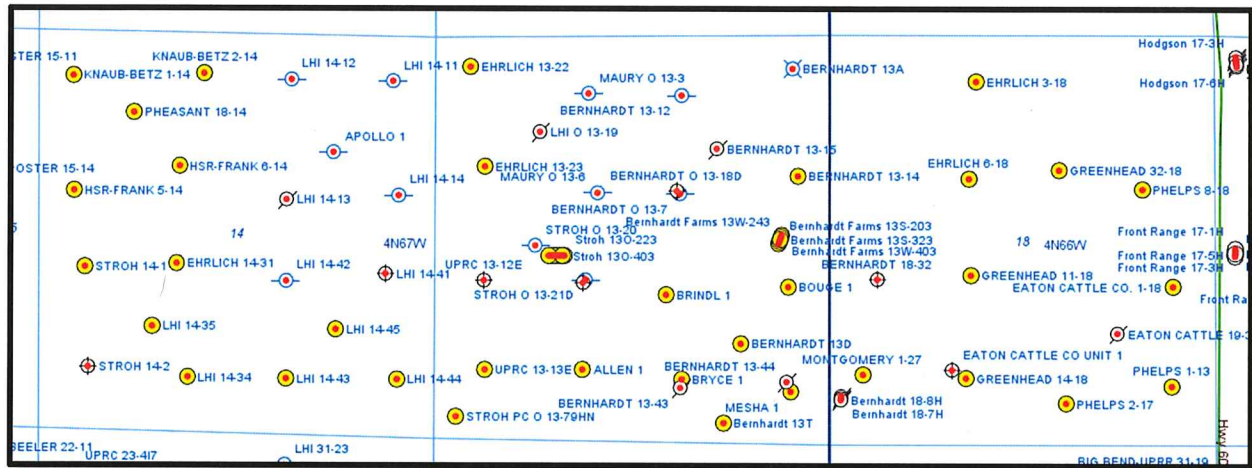 Hodgson 17-3H
STER 15-11
KNAUB-BETZ 2-14
LHI 14-12
LHI 14-11
EHRLICH 13-22
MAURY O 13-3
BERNHARDT 13A
KNAUB-BETZ 1-14
EHRLICH 3-18
Hodgson 17-6H
PHEASANT 18-14
BERNHARDT 13-12
LHI O 13-19
APOLLO 1
BERNHARDT 13-15
OSTER 15-14
HSR-FRANK 6-14
EHRLICH 13-23
EHRLICH 6-18
GREENHEAD 32-18
MAURY O 13-6
BERNHARDT O 13-18D
BERNHARDT 13-14
HSR-FRANK 5-14
LHI 14-14
PHELPS 8-18
LHI 14-13
BERNHARDT O 13-7
Bernhardt Farms 13W-243
Bernhardt Farms 13S-203
14
STROH O 13-20
Front Range 17-1H
4N67W
Stroh 13O-223
Bernhardt Farms 13S-323
18
4N66W
Bernhardt Farms 13W-403
Stroh 13O-403
Front Range 17-5H
STROH 14-1
EHRLICH 14-31
LHI 14-42
LHI 14-41
UPRC 13-12E
BERNHARDT 18-32
Front Range 17-3H
GREENHEAD 11-18
EATON CATTLE CO. 1-18
STROH O 13-21D
BRINDL 1
BOUGE 1
Front Ra
LHI 14-35
LHI 14-45
EATON CATTLE 19-3
BERNHARDT 13D
STROH 14-2
MONTGOMERY 1-27
EATON CATTLE CO UNIT 1
LHI 14-34
LHI 14-43
LHI 14-44
UPRC 13-13E
ALLEN 1
BERNHARDT 13-44
BRYCE 1
GREENHEAD 14-18
PHELPS 1-13
BERNHARDT 13-43
MESHA 1
Bernhardt 18-8H
PHELPS 2-17
STROH PC O 13-79HN
Bernhardt 13T
Bernhardt 18-7H
Hwy 60
BEELER 22-11
UPRC 23-4I7
LHI 31-23
BIG BEND-UPRR 31-19